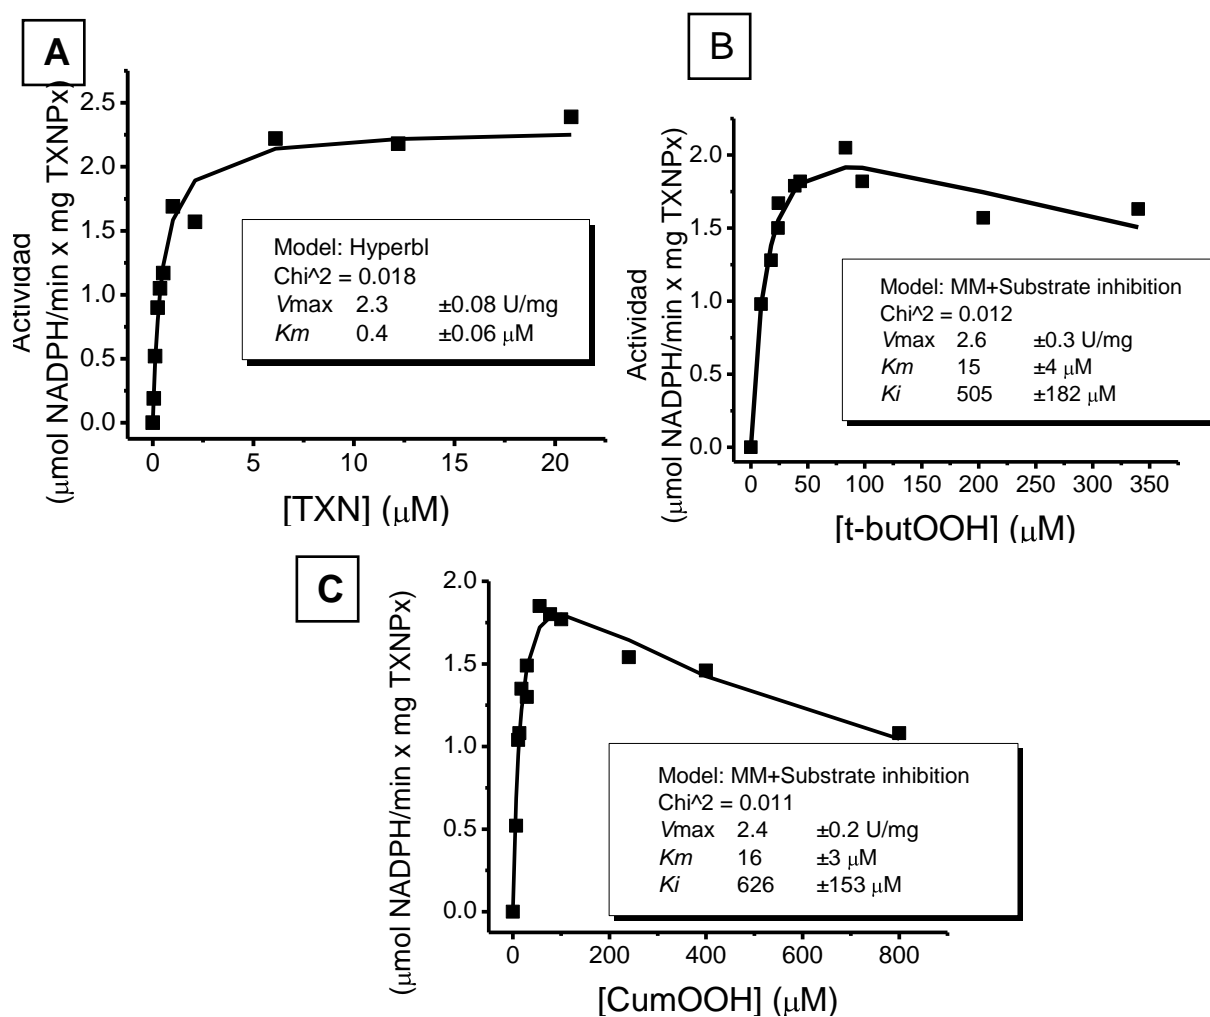 A
Actividad
(μmol NADPH/min x mg TXNPx)
2.5
2.0
1.5
1.0
0.5
0.0
Model: Hyperbl
Chi^2 = 0.018
Vmax 2.3 ±0.08 U/mg
Km 0.4 ±0.06 μM
0 5 10 15 20
[TXN] (μM)
B
Actividad
(μmol NADPH/min x mg TXNPx)
2.0
1.5
1.0
0.5
0.0
Model: MM+Substrate inhibition
Chi^2 = 0.012
Vmax 2.6 ±0.3 U/mg
Km 15 ±4 μM
Ki 505 ±182 μM
0 50 100 150 200 250 300 350
[t-butOOH] (μM)
C
(μmol NADPH/min x mg TXNPx)
2.0
1.5
1.0
0.5
0.0
Model: MM+Substrate inhibition
Chi^2 = 0.011
Vmax 2.4 ±0.2 U/mg
Km 16 ±3 μM
Ki 626 ±153 μM
0 200 400 600 800
[CumOOH] (μM)